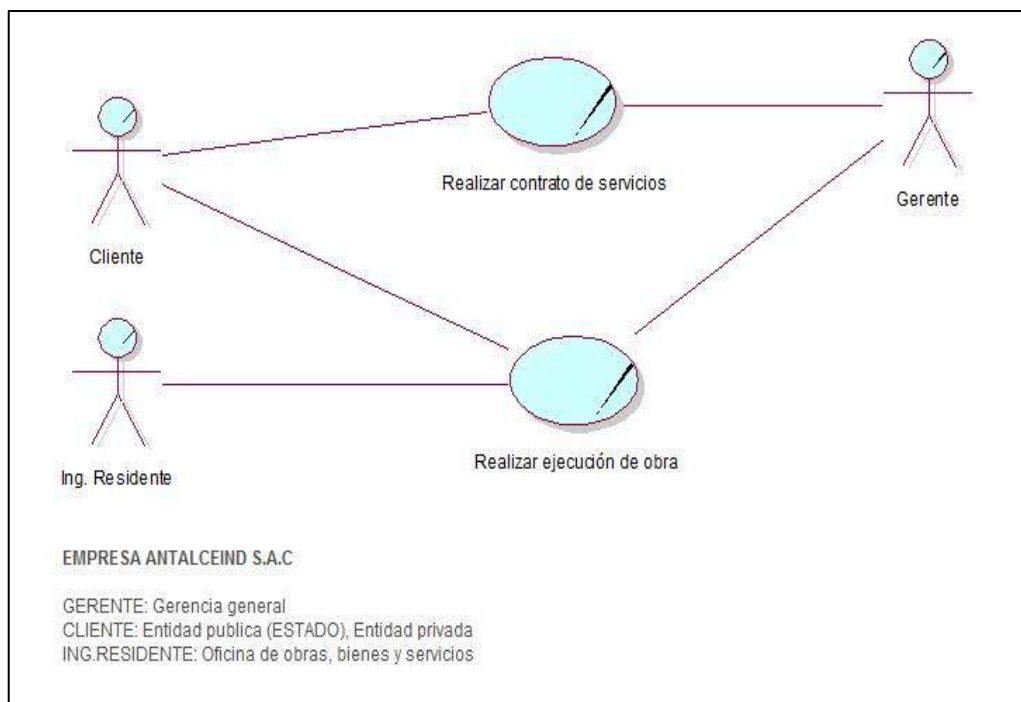 Realizar contrato de servicios
Gerente
Cliente
Ing. Residente
Realizar ejecución de obra
EMPRESA ANTALCEIND S.A.C
GERENTE: Gerencia general
CLIENTE: Entidad publica (ESTADO), Entidad privada
ING.RESIDENTE: Oficina de obras, bienes y servicios